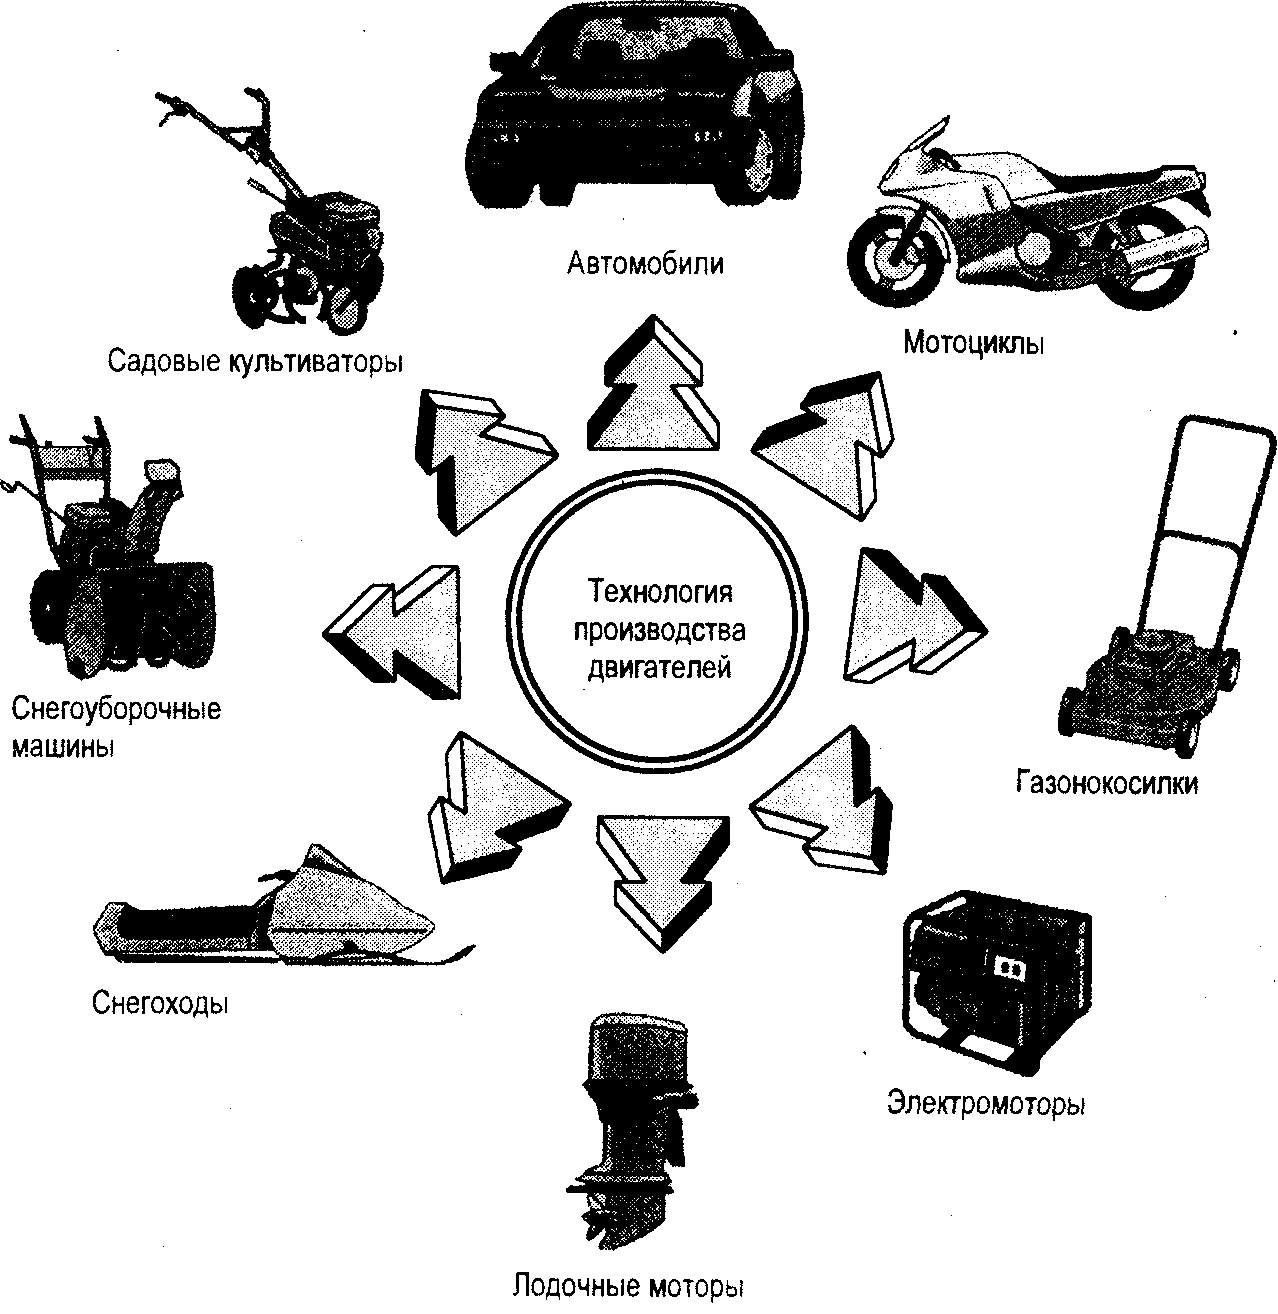 Автомобили
Мотоциклы
Садовые культиваторы
Технология
производства
двигателей
Снегоуборочные
машины
Газонокосилки
Снегоходы
Электромоторы
Лодочные моторы